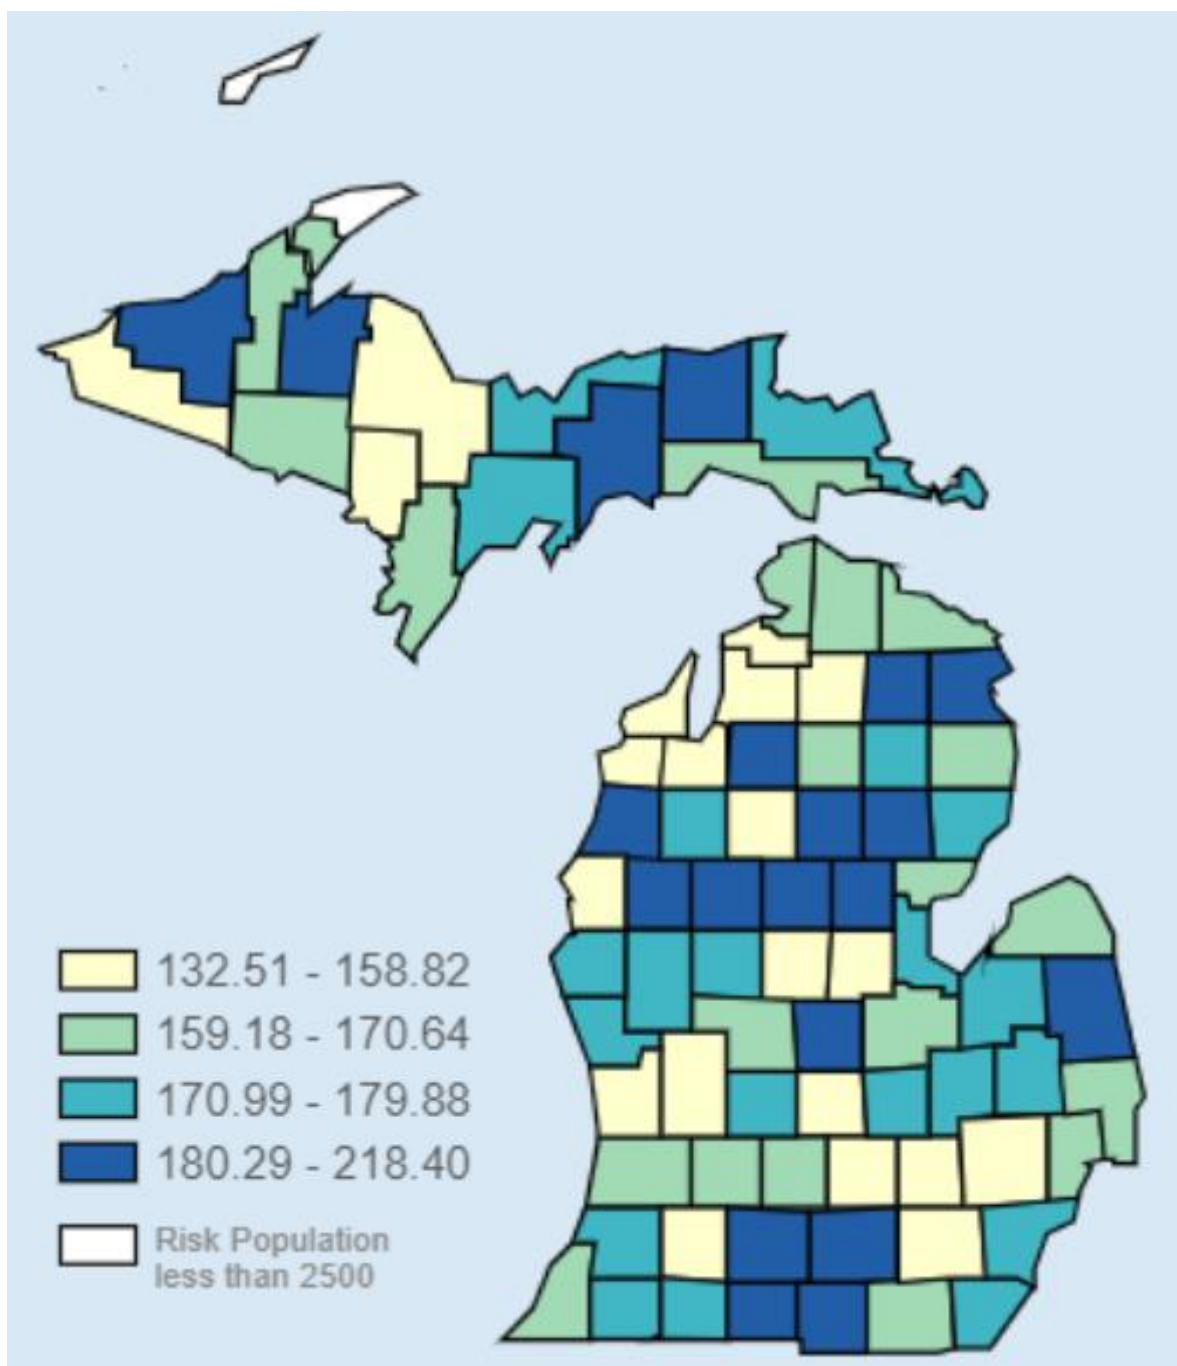 132.51 - 158.82
159.18 - 170.64
170.99 - 179.88
180.29 - 218.40
Risk Population
less than 2500